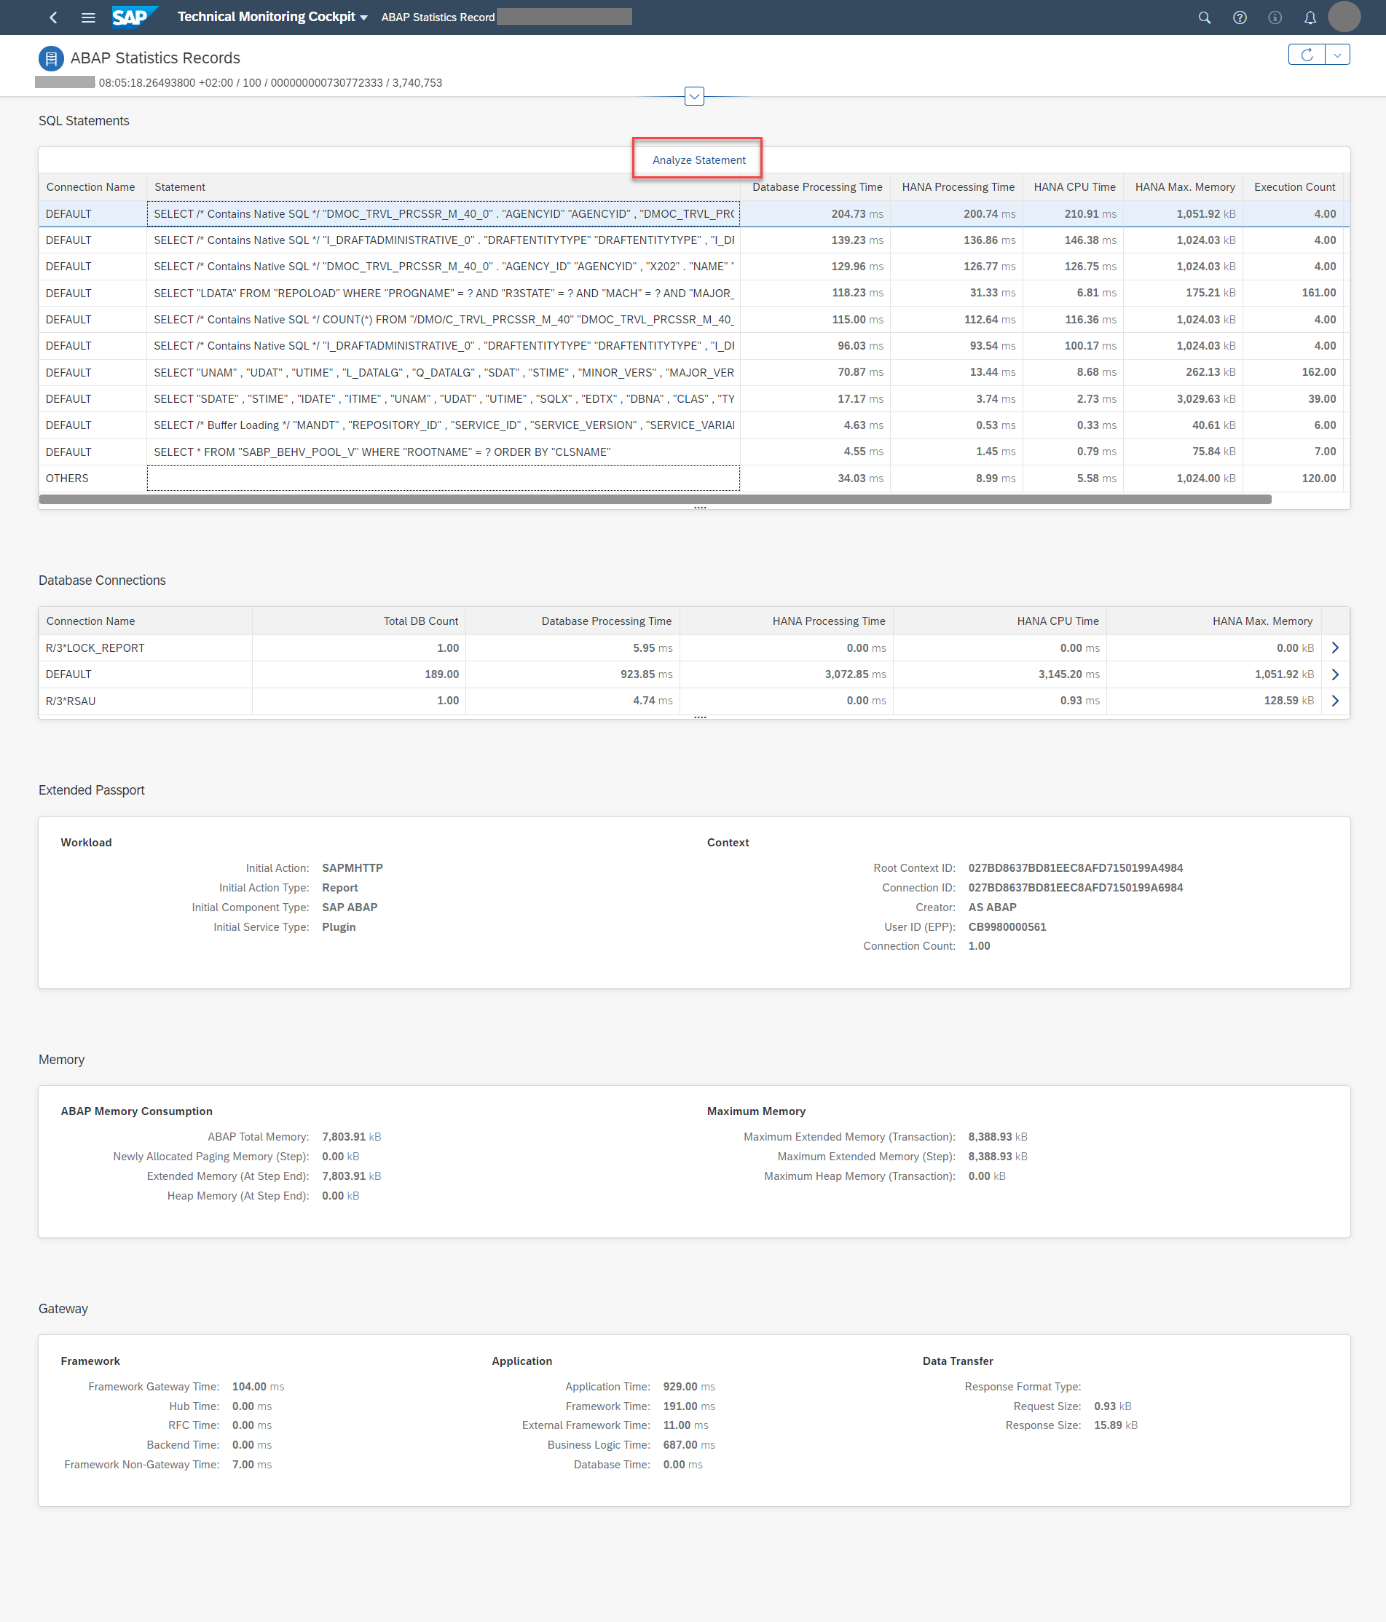 SAP Technical Monitoring Cockpit ABAP Statistics Record
ABAP Statistics Records
08:05:18.26493800 +02:00 / 100 / 000000000730772333 / 3,740,753
SQL Statements
Analyze Statement
Connection Name Statement Database Processing Time HANA Processing Time HANA CPU Time HANA Max. Memory Execution Count
DEFAULT SELECT /* Contains Native SQL */ "DMOC_TRVL_PRCSSR_M_40_0" . "AGENCYID" "AGENCYID" , "DMOC_TRVL_PRC 204.73 ms 200.74 ms 210.91 ms 1,051.92 kB 4.00
DEFAULT SELECT /* Contains Native SQL */ "I_DRAFTADMINISTRATIVE_0" . "DRAFTENTITYTYPE" "DRAFTENTITYTYPE" , "I_DI 139.23 ms 136.86 ms 146.38 ms 1,024.03 kB 4.00
DEFAULT SELECT /* Contains Native SQL */ "DMOC_TRVL_PRCSSR_M_40_0" . "AGENCY_ID" "AGENCYID" , "X202" . "NAME" " 129.96 ms 126.77 ms 126.75 ms 1,024.03 kB 4.00
DEFAULT SELECT "LDATA" FROM "REPOLOAD" WHERE "PROGNAME" = ? AND "R3STATE" = ? AND "MACH" = ? AND "MAJOR_ 118.23 ms 31.33 ms 6.81 ms 175.21 kB 161.00
DEFAULT SELECT /* Contains Native SQL */ COUNT(*) FROM "/DMO/C_TRVL_PRCSSR_M_40" "DMOC_TRVL_PRCSSR_M_40_ 115.00 ms 112.64 ms 116.36 ms 1,024.03 kB 4.00
DEFAULT SELECT /* Contains Native SQL */ "I_DRAFTADMINISTRATIVE_0" . "DRAFTENTITYTYPE" "DRAFTENTITYTYPE" , "I_DI 96.03 ms 93.54 ms 100.17 ms 1,024.03 kB 4.00
DEFAULT SELECT "UNAM" , "UDAT" , "UTIME" , "L_DATALG" , "Q_DATALG" , "SDAT" , "STIME" , "MINOR_VERS" , "MAJOR_VER 70.87 ms 13.44 ms 8.68 ms 262.13 kB 162.00
DEFAULT SELECT "SDATE" , "STIME" , "IDATE" , "ITIME" , "UNAM" , "UDAT" , "UTIME" , "SQLX" , "EDTX" , "DBNA" , "CLAS" , "TY 17.17 ms 3.74 ms 2.73 ms 3,029.63 kB 39.00
DEFAULT SELECT /* Buffer Loading */ "MANDT" , "REPOSITORY_ID" , "SERVICE_ID" , "SERVICE_VERSION" , "SERVICE_VARIAI 4.63 ms 0.53 ms 0.33 ms 40.61 kB 6.00
DEFAULT SELECT * FROM "SABP_BEHV_POOL_V" WHERE "ROOTNAME" = ? ORDER BY "CLSNAME" 4.55 ms 1.45 ms 0.79 ms 75.84 kB 7.00
OTHERS 34.03 ms 8.99 ms 5.58 ms 1,024.00 kB 120.00
Database Connections
Connection Name Total DB Count Database Processing Time HANA Processing Time HANA CPU Time HANA Max. Memory
R/3*LOCK_REPORT 1.00 5.95 ms 0.00 ms 0.00 ms 0.00 kB
DEFAULT 189.00 923.85 ms 3,072.85 ms 3,145.20 ms 1,051.92 kB
R/3*RSAU 1.00 4.74 ms 0.00 ms 0.93 ms 128.59 kB
Extended Passport
Workload Context
Initial Action: SAPMHTTP Root Context ID: 027BD8637BD81EEC8AFD7150199A4984
Initial Action Type: Report Connection ID: 027BD8637BD81EEC8AFD7150199A6984
Initial Component Type: SAP ABAP Creator: AS ABAP
Initial Service Type: Plugin User ID (EPP): CB9980000561
Connection Count: 1.00
Memory
ABAP Memory Consumption Maximum Memory
ABAP Total Memory: 7,803.91 kB Maximum Extended Memory (Transaction): 8,388.93 kB
Newly Allocated Paging Memory (Step): 0.00 kB Maximum Extended Memory (Step): 8,388.93 kB
Extended Memory (At Step End): 7,803.91 kB Maximum Heap Memory (Transaction): 0.00 kB
Heap Memory (At Step End): 0.00 kB
Gateway
Framework Application Data Transfer
Framework Gateway Time: 104.00 ms Application Time: 929.00 ms Response Format Type:
Hub Time: 0.00 ms Framework Time: 191.00 ms Request Size: 0.93 kB
RFC Time: 0.00 ms External Framework Time: 11.00 ms Response Size: 15.89 kB
Backend Time: 0.00 ms Business Logic Time: 687.00 ms
Framework Non-Gateway Time: 7.00 ms Database Time: 0.00 ms